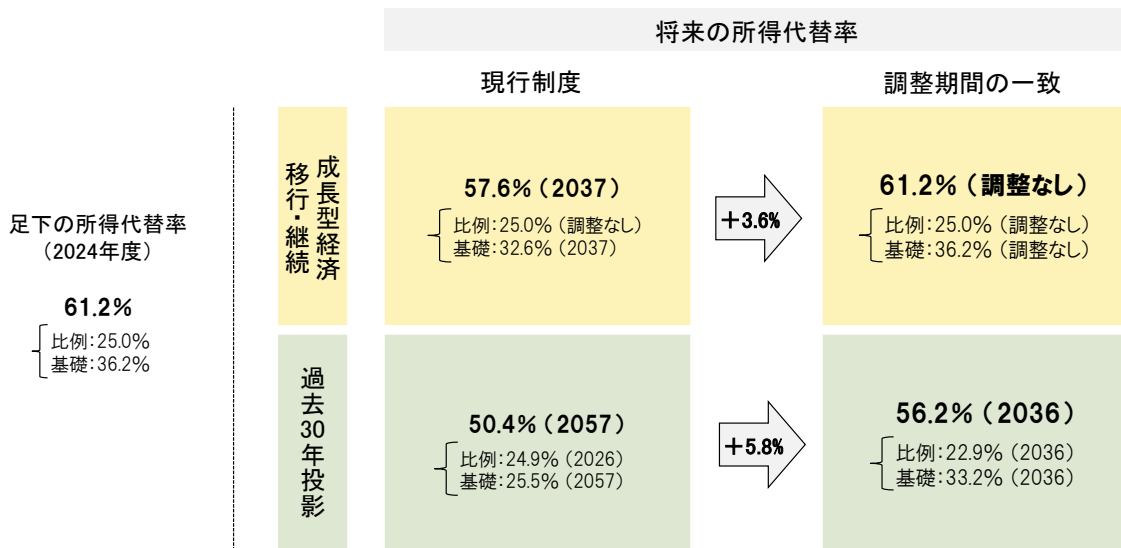 将来の所得代替率
現行制度
調整期間の一致
足下の所得代替率
(2024年度)
61.2%
比例:25.0%
基礎:36.2%
成長型経済
移行・継続
57.6%(2037)
比例:25.0%(調整なし)
基礎:32.6%(2037)
+3.6%
61.2%(調整なし)
比例:25.0%(調整なし)
基礎:36.2%(調整なし)
過去30年投影
50.4%(2057)
比例:24.9%(2026)
基礎:25.5%(2057)
+5.8%
56.2%(2036)
比例:22.9%(2036)
基礎:33.2%(2036)